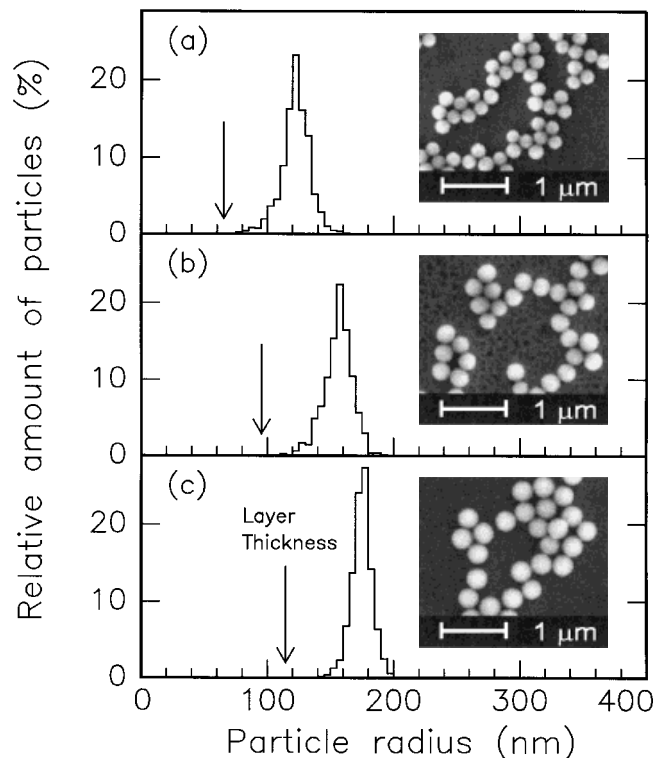 Relative amount of particles (%)
(a)
20
10
0
1 μm
(b)
20
10
0
1 μm
(c)
Layer
Thickness
20
10
0
1 μm
0 100 200 300 400
Particle radius (nm)